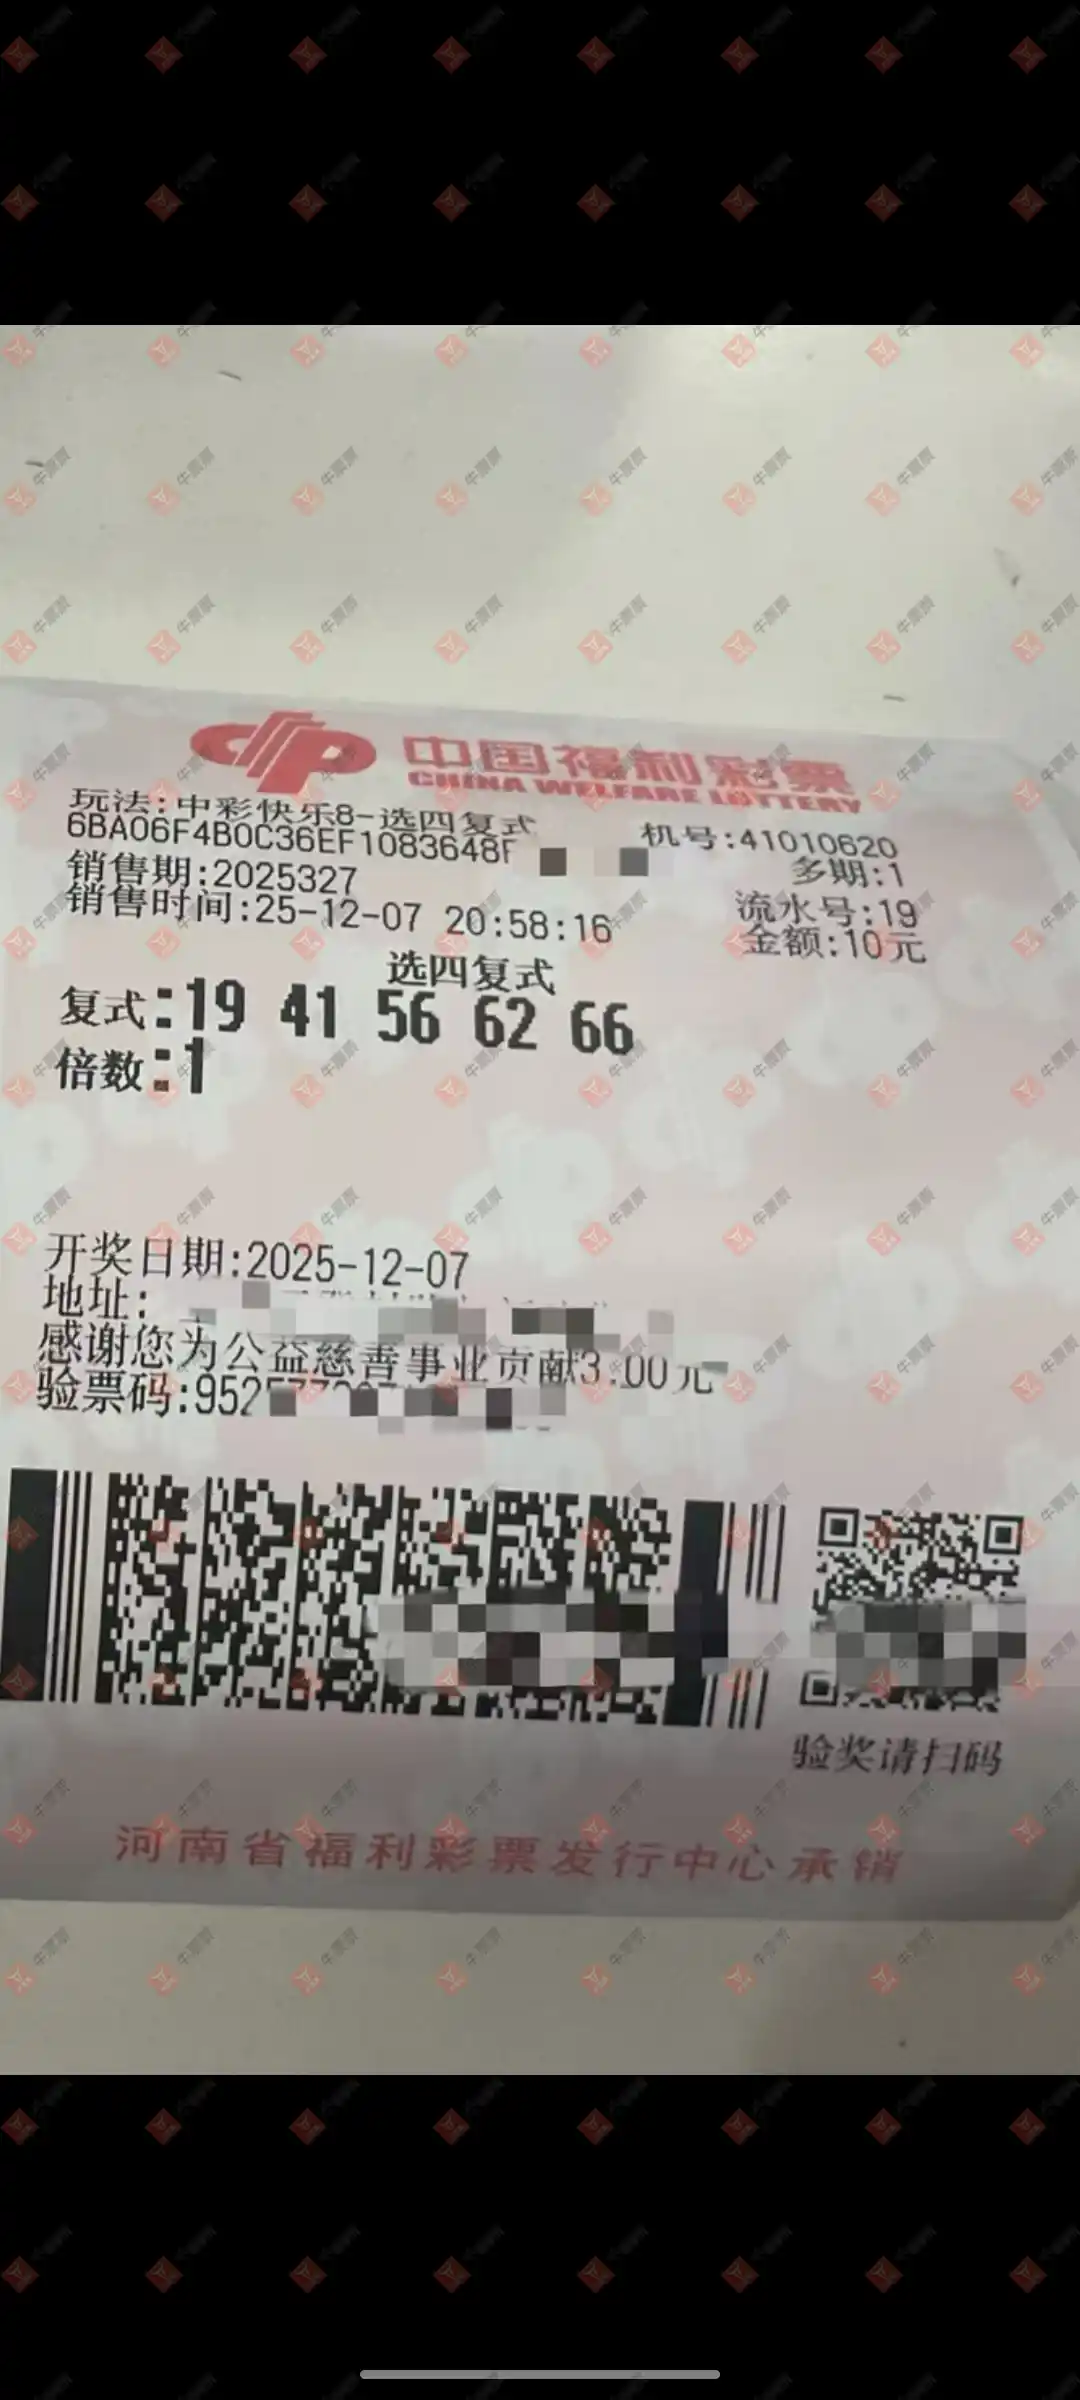 中国福利彩票
CHINA WELFARE LOTTERY
玩法:中彩快乐8-选四复式
机号:41010620
6BA06F4B0C36EF1083648F
多期:1
销售期:2025327
流水号:19
销售时间:25-12-07 20:58:16
金额:10元
选四复式
复式:19 41 56 62 66
倍数:1
开奖日期:2025-12-07
地址:
感谢您为公益慈善事业贡献3.00元
验票码:952
验奖请扫码
河南省福利彩票发行中心承销
牛票票